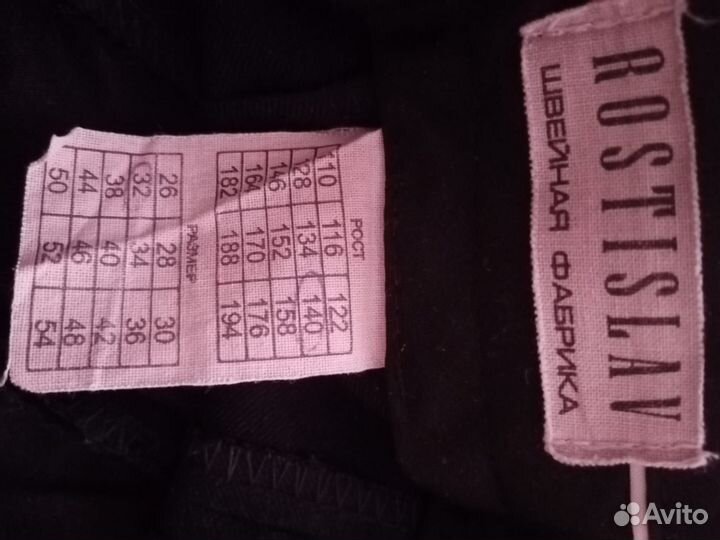 РОСТ
110 116 122
128 134 140
146 152 158
164 170 176
182 188 194
РАЗМЕР
26 28 30
32 34 36
38 40 42
44 46 48
50 52 54
ROSTISLAV
ШВЕЙНАЯ ФАБРИКА
Avito